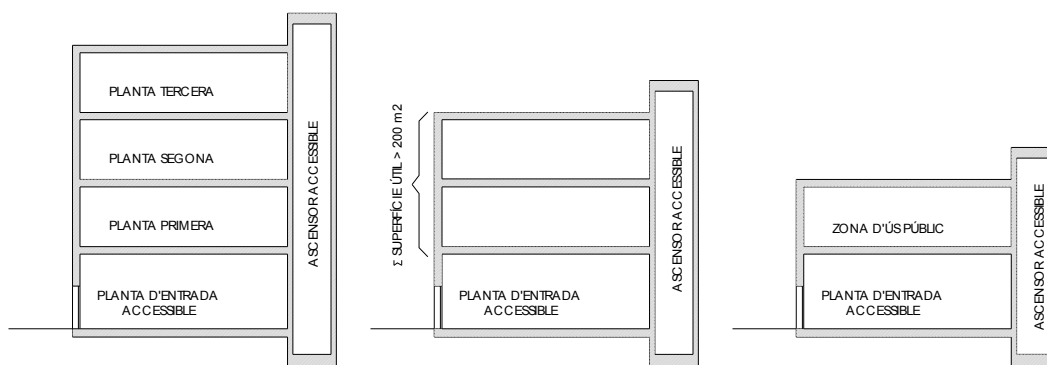 PLANTA TERCERA
PLANTA SEGONA
PLANTA PRIMERA
PLANTA D'ENTRADA
ACCESSIBLE
ASCENSOR ACCESSIBLE
Σ SUPERFÍCIE ÚTIL > 200 m2
PLANTA D'ENTRADA
ACCESSIBLE
ASCENSOR ACCESSIBLE
ZONA D'ÚS PÚBLIC
PLANTA D'ENTRADA
ACCESSIBLE
ASCENSOR ACCESSIBLE